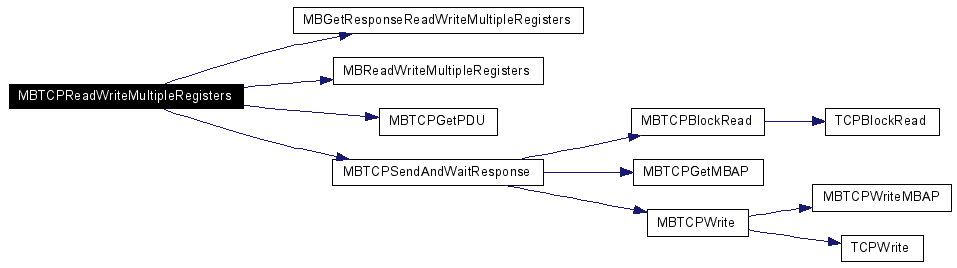 MBGetResponseReadWriteMultipleRegisters
MBReadWriteMultipleRegisters
MBTCPReadWriteMultipleRegisters
MBTCPGetPDU
MBTCPBlockRead
TCPBlockRead
MBTCPSendAndWaitResponse
MBTCPGetMBAP
MBTCPWriteMBAP
MBTCPWrite
TCPWrite